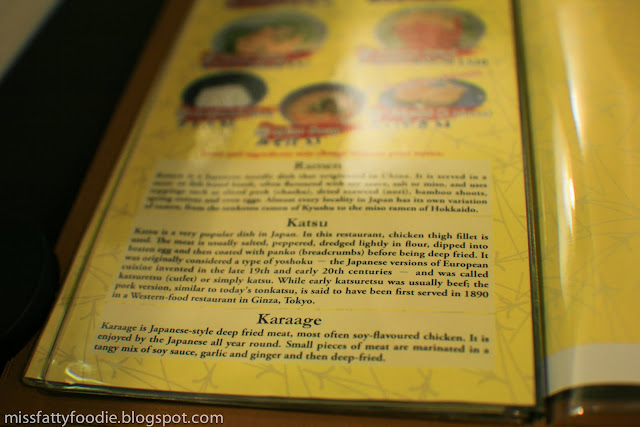 Ramen
Ramen is a Japanese noodle dish that originated in China. It is served in a
meat- or fish-based broth, often flavoured with soy sauce, salt or miso, and uses
toppings such as sliced pork (chashu), dried seaweed (nori), bamboo shoots,
spring onions and even eggs. Almost every locality in Japan has its own variation
of ramen, from the tonkotsu ramen of Kyushu to the miso ramen of Hokkaido.
Katsu
Katsu is a very popular dish in Japan. In this restaurant, chicken thigh fillet is
used. The meat is usually salted, peppered, dredged lightly in flour, dipped into
beaten egg and then coated with panko (breadcrumbs) before being deep fried. It
was originally considered a type of yoshoku — the Japanese versions of European
cuisine invented in the late 19th and early 20th centuries — and was called
katsuretsu (cutlet) or simply katsu. While early katsuretsu was usually beef; the
pork version, similar to today's tonkatsu, is said to have been first served in 1890
in a Western-food restaurant in Ginza, Tokyo.
Karaage
Karaage is Japanese-style deep fried meat, most often soy-flavoured chicken. It is
enjoyed by the Japanese all year round. Small pieces of meat are marinated in a
tangy mix of soy sauce, garlic and ginger and then deep-fried.
missfattyfoodie.blogspot.com